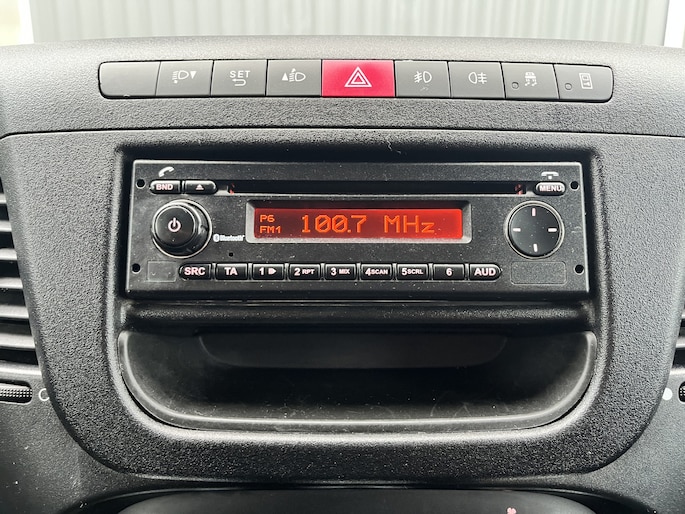 SET
BND
MENU
P6
FM1
100.7 MHz
Bluetooth
SRC TA 1 2 RPT 3 MIX 4 SCAN 5 SCRL 6 AUD